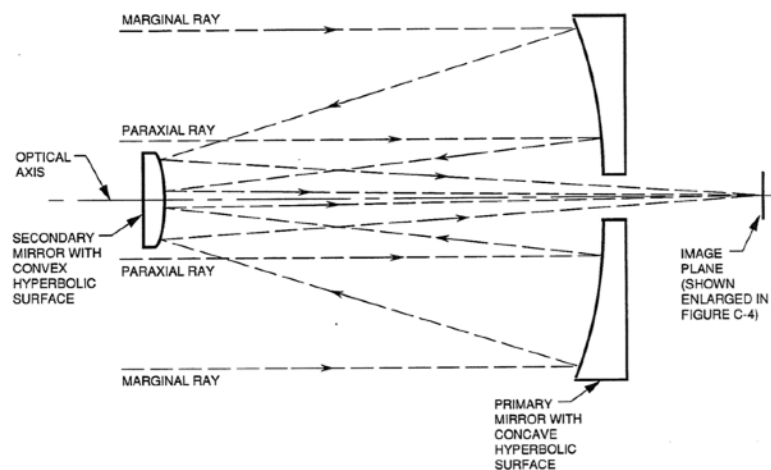 MARGINAL RAY
PARAXIAL RAY
OPTICAL
AXIS
SECONDARY
MIRROR WITH
CONVEX
HYPERBOLIC
SURFACE
PARAXIAL RAY
IMAGE
PLANE
(SHOWN
ENLARGED IN
FIGURE C-4)
MARGINAL RAY
PRIMARY
MIRROR WITH
CONCAVE
HYPERBOLIC
SURFACE